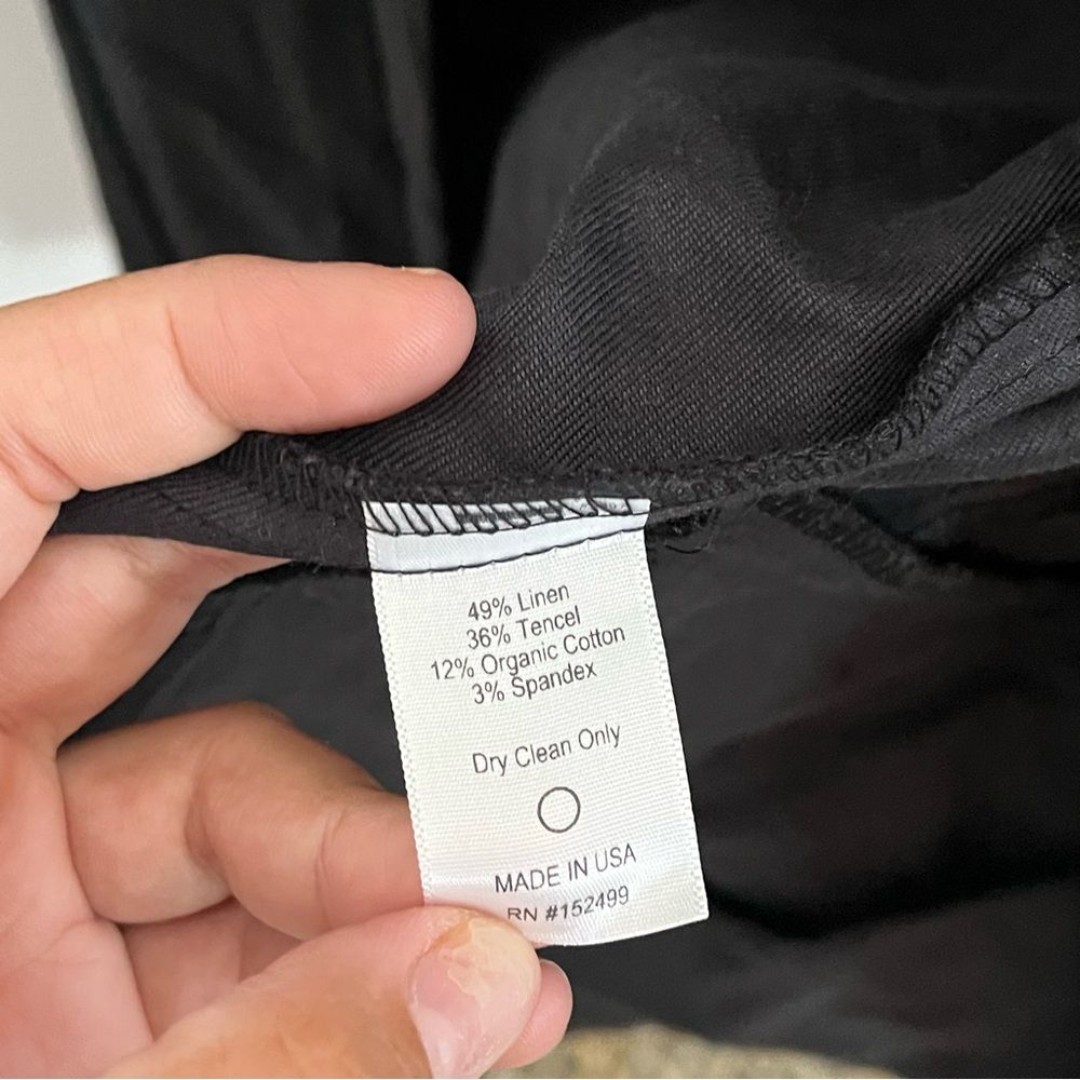 49% Linen
36% Tencel
12% Organic Cotton
3% Spandex
Dry Clean Only
MADE IN USA
RN #152499